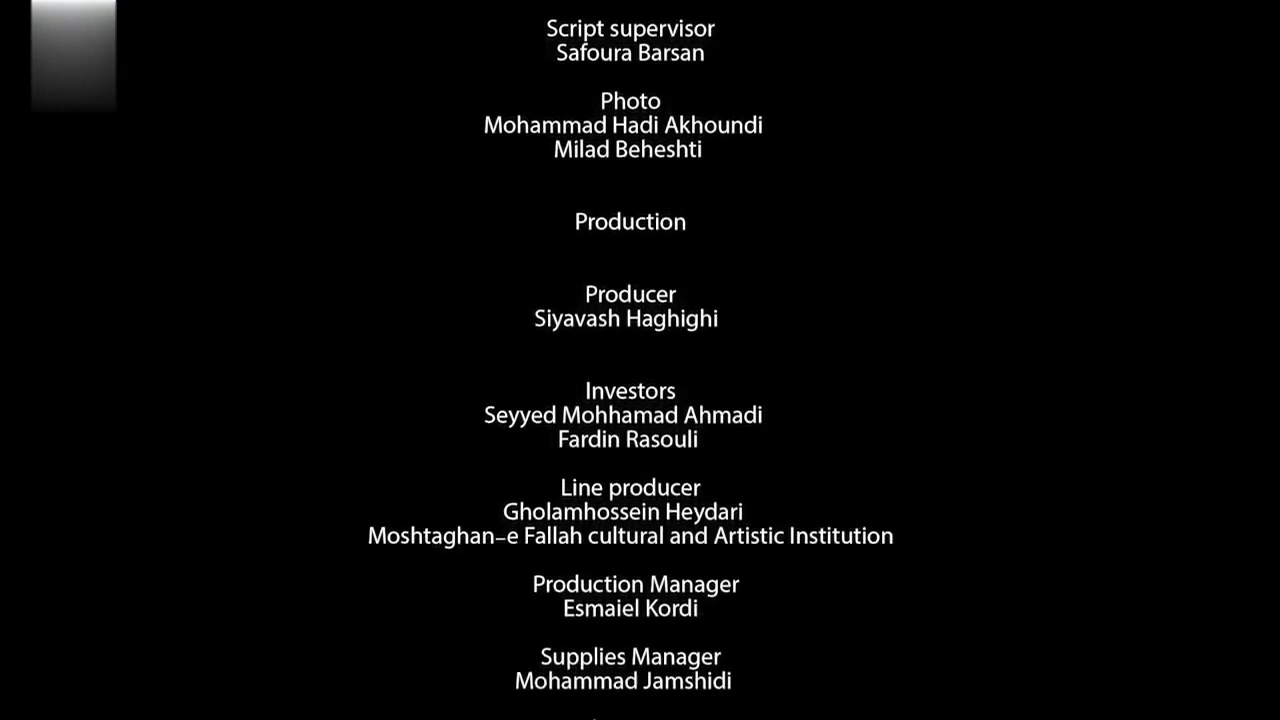 Script supervisor
Safoura Barsan
Photo
Mohammad Hadi Akhoundi
Milad Beheshti
Production
Producer
Siyavash Haghighi
Investors
Seyyed Mohhamad Ahmadi
Fardin Rasouli
Line producer
Gholamhossein Heydari
Moshtaghan–e Fallah cultural and Artistic Institution
Production Manager
Esmaiel Kordi
Supplies Manager
Mohammad Jamshidi